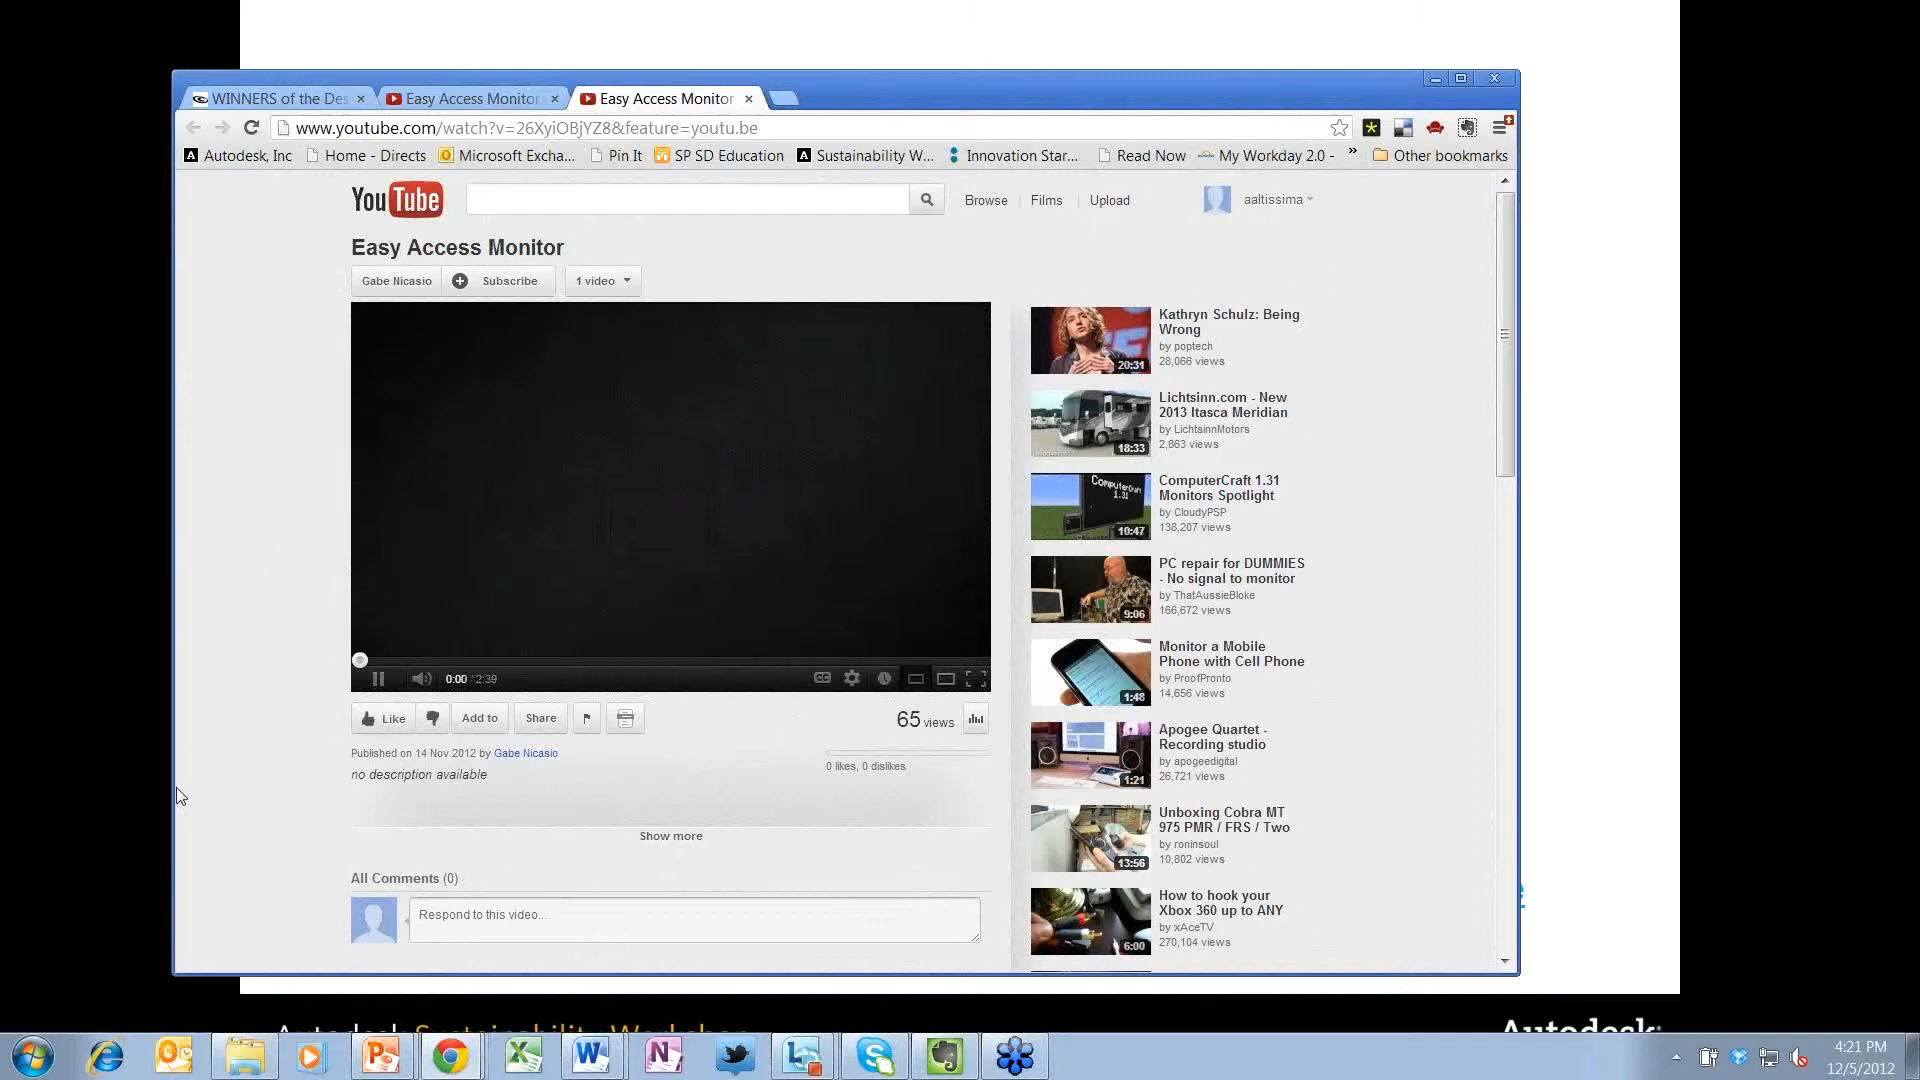 WINNERS of the Des
Easy Access Monitor
Easy Access Monitor
www.youtube.com/watch?v=26XyiOBjYZ8&feature=youtu.be
Autodesk, Inc
Home - Directs
Microsoft Excha...
Pin It
SP SD Education
Sustainability W...
Innovation Star...
Read Now
My Workday 2.0 -
»
Other bookmarks
YouTube
Browse
Films
Upload
aaltissima
Easy Access Monitor
Gabe Nicasio
Subscribe
1 video
0:00 / 2:39
CC
Like
Add to
Share
65 views
Published on 14 Nov 2012 by Gabe Nicasio
0 likes, 0 dislikes
no description available
Show more
All Comments (0)
Respond to this video...
Kathryn Schulz: Being
Wrong
by poptech
28,066 views
20:31
Lichtsinn.com - New
2013 Itasca Meridian
by LichtsinnMotors
2,863 views
18:33
ComputerCraft 1.31
Monitors Spotlight
by CloudyPSP
138,207 views
ComputerCraft
1.31
10:47
PC repair for DUMMIES
- No signal to monitor
by ThatAussieBloke
166,672 views
9:06
Monitor a Mobile
Phone with Cell Phone
by ProofPronto
14,656 views
1:48
Apogee Quartet -
Recording studio
by apogeedigital
26,721 views
1:21
Unboxing Cobra MT
975 PMR / FRS / Two
by roninsoul
10,802 views
13:56
How to hook your
Xbox 360 up to ANY
by xAceTV
270,104 views
6:00
Autodesk Sustainability Workshop
Autodesk
4:21 PM
12/5/2012